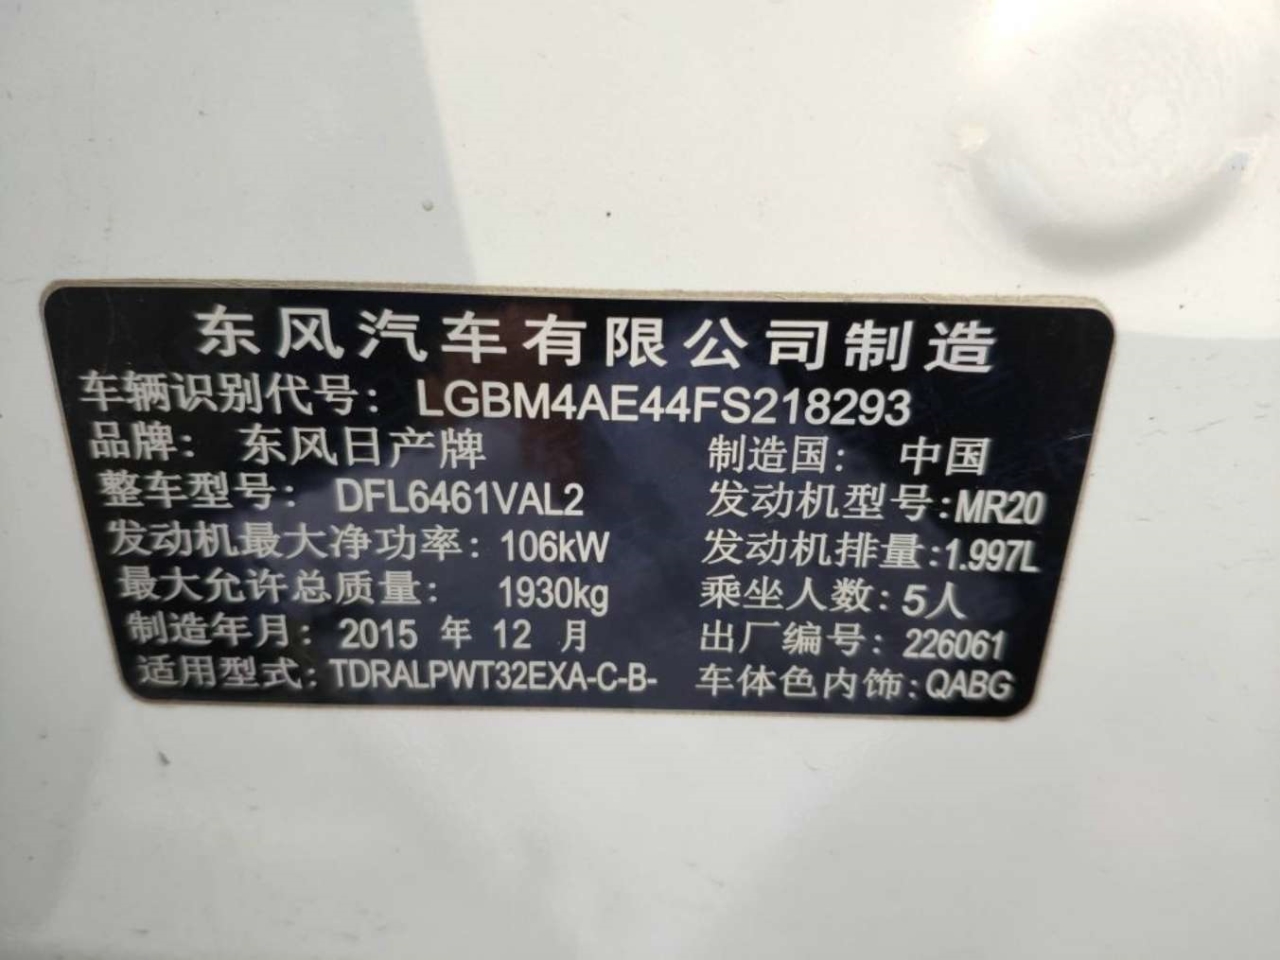 东风汽车有限公司制造
车辆识别代号: LGBM4AE44FS218293
品牌: 东风日产牌 制造国: 中国
整车型号: DFL6461VAL2 发动机型号:MR20
发动机最大净功率: 106kW 发动机排量:1.997L
最大允许总质量: 1930kg 乘坐人数: 5人
制造年月: 2015 年 12 月 出厂编号: 226061
适用型式: TDRALPWT32EXA-C-B- 车体色内饰:QABG